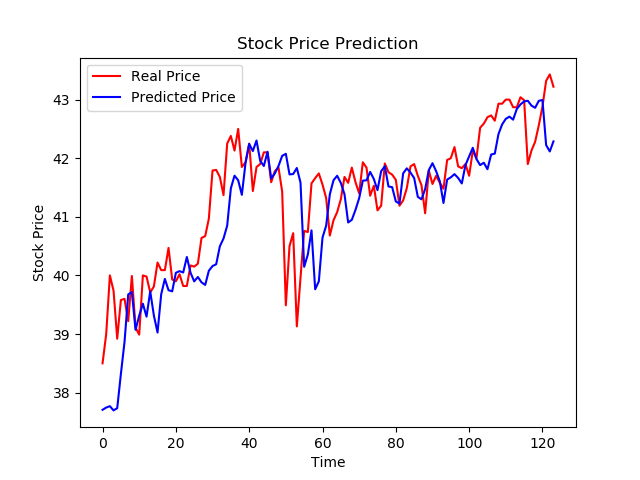 Stock Price Prediction
Real Price
Predicted Price
43
42
41
40
39
38
Stock Price
0 20 40 60 80 100 120
Time